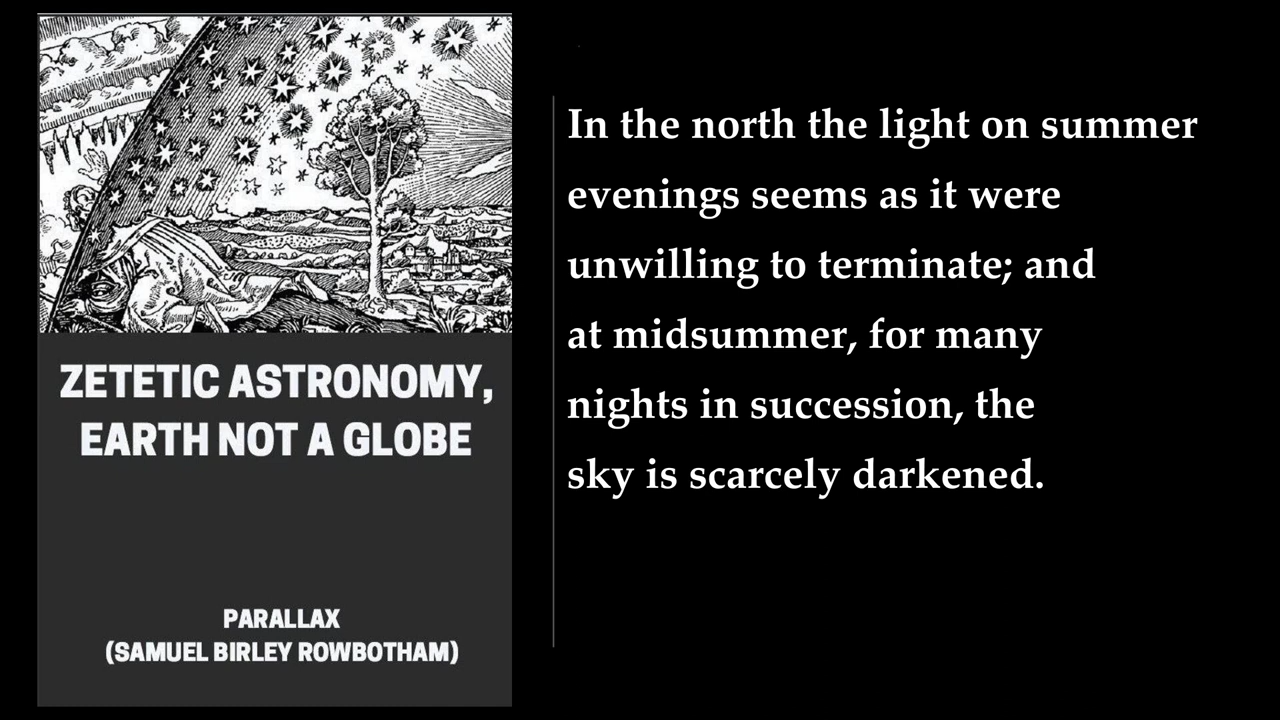 ZETETIC ASTRONOMY,
EARTH NOT A GLOBE
PARALLAX
(SAMUEL BIRLEY ROWBOTHAM)
In the north the light on summer
evenings seems as it were
unwilling to terminate; and
at midsummer, for many
nights in succession, the
sky is scarcely darkened.